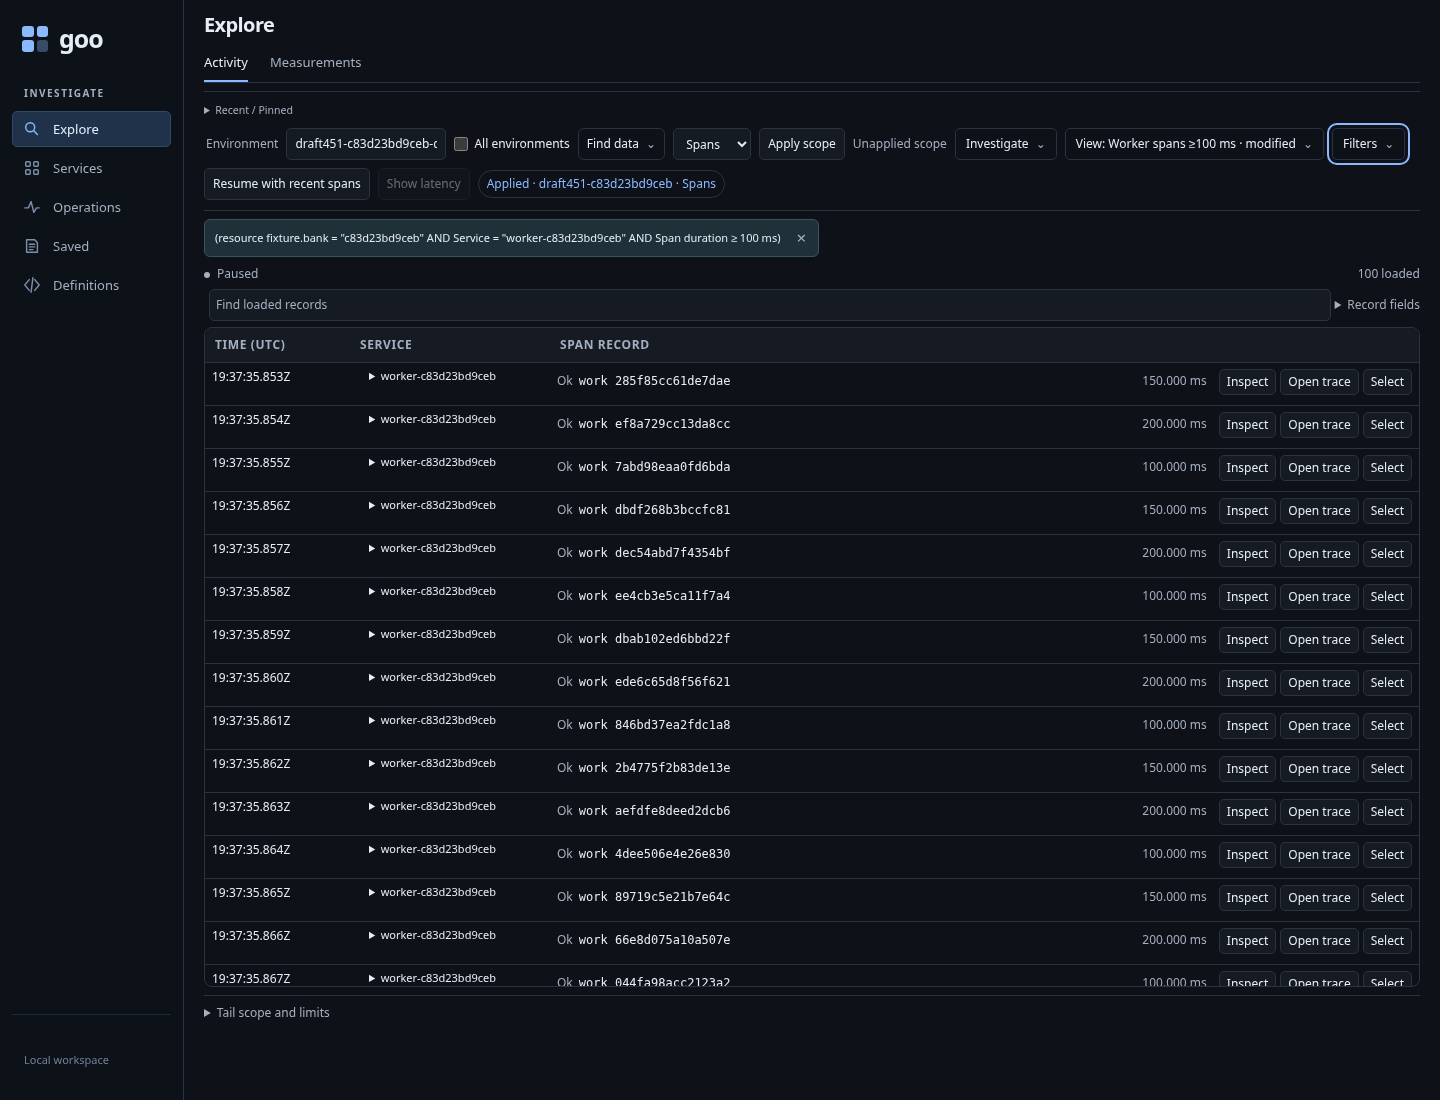 goo
INVESTIGATE
Explore
Services
Operations
Saved
Definitions
Local workspace
Explore
Activity Measurements
Recent / Pinned
Environment draft451-c83d23bd9ceb-c All environments Find data Spans Apply scope Unapplied scope Investigate View: Worker spans ≥100 ms · modified Filters
Resume with recent spans Show latency Applied · draft451-c83d23bd9ceb · Spans
(resource fixture.bank = "c83d23bd9ceb" AND Service = "worker-c83d23bd9ceb" AND Span duration ≥ 100 ms) ✕
Paused 100 loaded
Find loaded records Record fields
TIME (UTC) SERVICE SPAN RECORD
19:37:35.853Z worker-c83d23bd9ceb Ok work 285f85cc61de7dae 150.000 ms Inspect Open trace Select
19:37:35.854Z worker-c83d23bd9ceb Ok work ef8a729cc13da8cc 200.000 ms Inspect Open trace Select
19:37:35.855Z worker-c83d23bd9ceb Ok work 7abd98eaa0fd6bda 100.000 ms Inspect Open trace Select
19:37:35.856Z worker-c83d23bd9ceb Ok work dbdf268b3bccfc81 150.000 ms Inspect Open trace Select
19:37:35.857Z worker-c83d23bd9ceb Ok work dec54abd7f4354bf 200.000 ms Inspect Open trace Select
19:37:35.858Z worker-c83d23bd9ceb Ok work ee4cb3e5ca11f7a4 100.000 ms Inspect Open trace Select
19:37:35.859Z worker-c83d23bd9ceb Ok work dbab102ed6bbd22f 150.000 ms Inspect Open trace Select
19:37:35.860Z worker-c83d23bd9ceb Ok work ede6c65d8f56f621 200.000 ms Inspect Open trace Select
19:37:35.861Z worker-c83d23bd9ceb Ok work 846bd37ea2fdc1a8 100.000 ms Inspect Open trace Select
19:37:35.862Z worker-c83d23bd9ceb Ok work 2b4775f2b83de13e 150.000 ms Inspect Open trace Select
19:37:35.863Z worker-c83d23bd9ceb Ok work aefdfe8deed2dcb6 200.000 ms Inspect Open trace Select
19:37:35.864Z worker-c83d23bd9ceb Ok work 4dee506e4e26e830 100.000 ms Inspect Open trace Select
19:37:35.865Z worker-c83d23bd9ceb Ok work 89719c5e21b7e64c 150.000 ms Inspect Open trace Select
19:37:35.866Z worker-c83d23bd9ceb Ok work 66e8d075a10a507e 200.000 ms Inspect Open trace Select
19:37:35.867Z worker-c83d23bd9ceb Ok work 044fa98acc2123a2 100.000 ms Inspect Open trace Select
Tail scope and limits